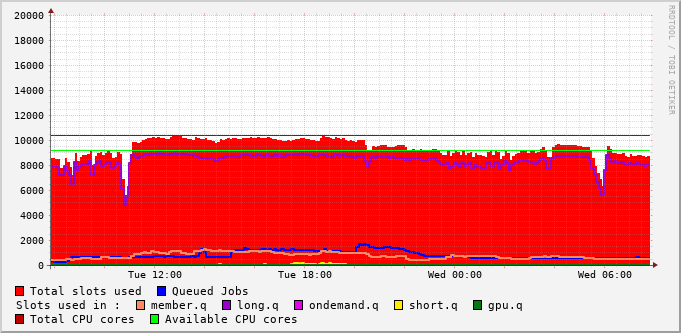 20000
18000
16000
14000
12000
10000
8000
6000
4000
2000
0
Tue 12:00 Tue 18:00 Wed 00:00 Wed 06:00
RRDTOOL / TOBI OETIKER
Total slots used Queued Jobs
Slots used in : member.q long.q ondemand.q short.q gpu.q
Total CPU cores Available CPU cores